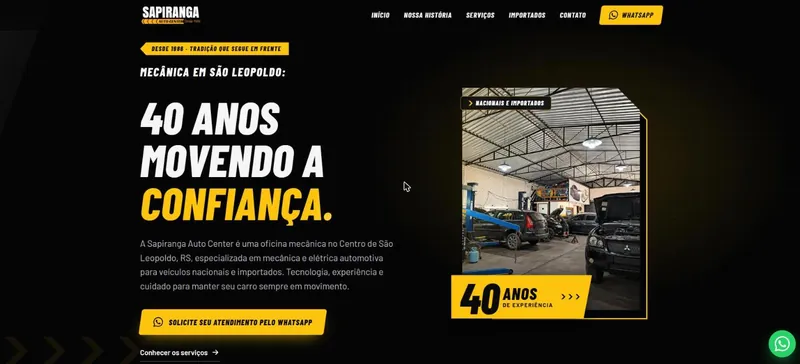 SAPIRANGA
AUTO CENTER
INÍCIO
NOSSA HISTÓRIA
SERVIÇOS
IMPORTADOS
CONTATO
WHATSAPP
DESDE 1986 · TRADIÇÃO QUE SEGUE EM FRENTE
MECÂNICA EM SÃO LEOPOLDO:
40 ANOS
MOVENDO A
CONFIANÇA.
A Sapiranga Auto Center é uma oficina mecânica no Centro de São
Leopoldo, RS, especializada em mecânica e elétrica automotiva
para veículos nacionais e importados. Tecnologia, experiência e
cuidado para manter seu carro sempre em movimento.
SOLICITE SEU ATENDIMENTO PELO WHATSAPP
Conhecer os serviços →
NACIONAIS E IMPORTADOS
40 ANOS
DE EXPERIÊNCIA